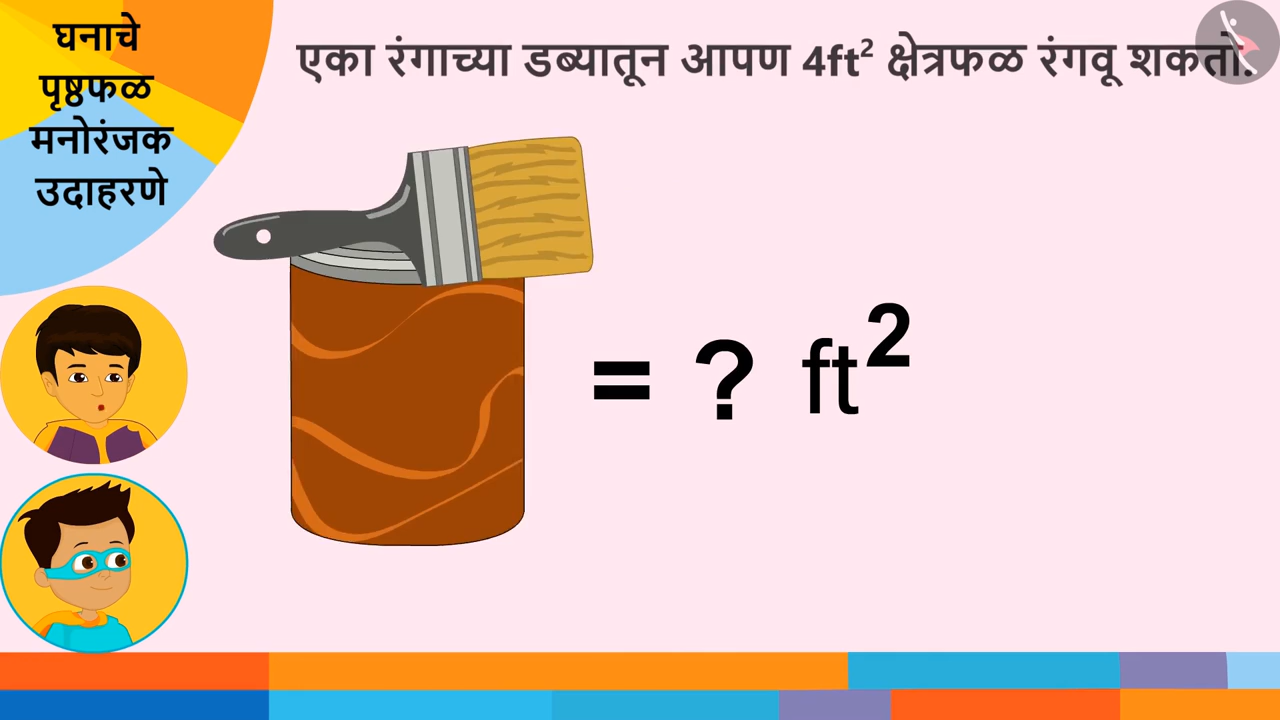 घनाचे
पृष्ठफळ
मनोरंजक
उदाहरणे
एका रंगाच्या डब्यातून आपण 4ft² क्षेत्रफळ रंगवू शकतो.
= ? ft²